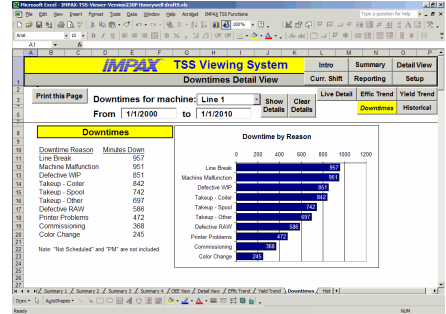 Microsoft Excel - IMPAX-TSS-Viewer-Version230P Honeywell draft9.xls
File Edit View Insert Format Tools Data Window Help Acrobat IMPAX TSS Functions
Type a question for help
100%
Arial 10
A1
A B C D E F G H I J K L M N O P
IMPAX TSS Viewing System
Intro Summary Detail View
Downtimes Detail View
Curr. Shift Reporting Setup
Print this Page
Downtimes for machine: Line 1
Show Details
Clear Details
Live Detail Effic Trend Yield Trend
From 1/1/2000 to 1/1/2010
Downtimes Historical
Downtimes
Downtime Reason Minutes Down
Line Break 957
Machine Malfunction 951
Defective WIP 851
Takeup - Coiler 842
Takeup - Spool 742
Takeup - Other 697
Defective RAW 586
Printer Problems 472
Commissioning 368
Color Change 245
Note: "Not Scheduled" and "PM" are not included.
Downtime by Reason
0 200 400 600 800 1000 1200
Line Break 957
Machine Malfunction 951
Defective WIP 851
Takeup - Coiler 842
Takeup - Spool 742
Takeup - Other 697
Defective RAW 586
Printer Problems 472
Commissioning 368
Color Change 245
Summary 1 / Summary 2 / Summary 3 / Summary 4 / OEE View / Detail View / Effic Trend / Yield Trend / Downtimes / Hist
Draw AutoShapes
Ready NUM